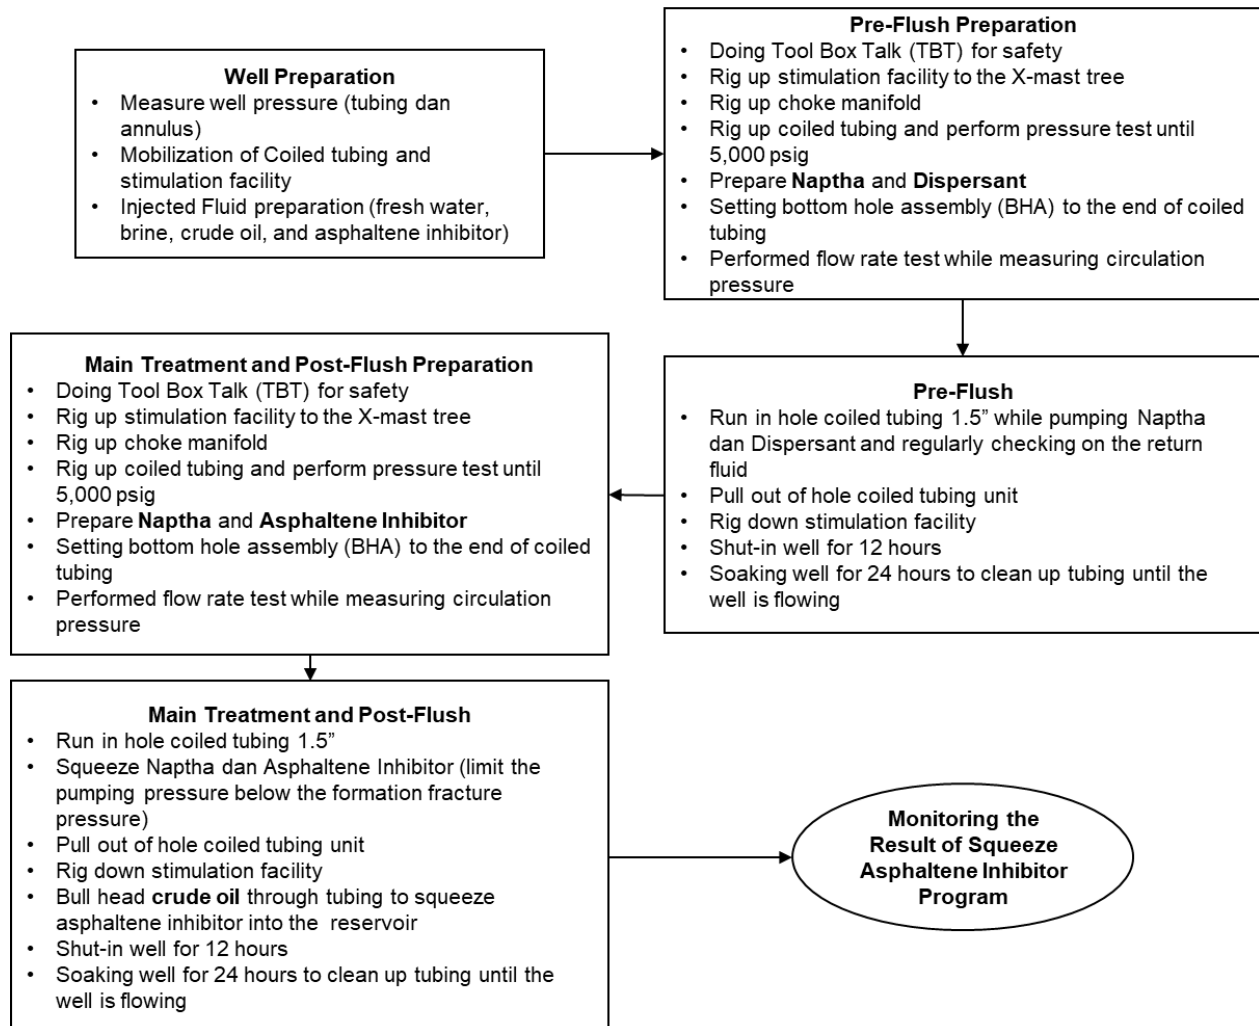 Well Preparation
• Measure well pressure (tubing dan
annulus)
• Mobilization of Coiled tubing and
stimulation facility
• Injected Fluid preparation (fresh water,
brine, crude oil, and asphaltene inhibitor)
Pre-Flush Preparation
• Doing Tool Box Talk (TBT) for safety
• Rig up stimulation facility to the X-mast tree
• Rig up choke manifold
• Rig up coiled tubing and perform pressure test until
5,000 psig
• Prepare Naptha and Dispersant
• Setting bottom hole assembly (BHA) to the end of coiled
tubing
• Performed flow rate test while measuring circulation
pressure
Pre-Flush
• Run in hole coiled tubing 1.5” while pumping Naptha
dan Dispersant and regularly checking on the return
fluid
• Pull out of hole coiled tubing unit
• Rig down stimulation facility
• Shut-in well for 12 hours
• Soaking well for 24 hours to clean up tubing until the
well is flowing
Main Treatment and Post-Flush Preparation
• Doing Tool Box Talk (TBT) for safety
• Rig up stimulation facility to the X-mast tree
• Rig up choke manifold
• Rig up coiled tubing and perform pressure test until
5,000 psig
• Prepare Naptha and Asphaltene Inhibitor
• Setting bottom hole assembly (BHA) to the end of coiled
tubing
• Performed flow rate test while measuring circulation
pressure
Main Treatment and Post-Flush
• Run in hole coiled tubing 1.5”
• Squeeze Naptha dan Asphaltene Inhibitor (limit the
pumping pressure below the formation fracture
pressure)
• Pull out of hole coiled tubing unit
• Rig down stimulation facility
• Bull head crude oil through tubing to squeeze
asphaltene inhibitor into the reservoir
• Shut-in well for 12 hours
• Soaking well for 24 hours to clean up tubing until the
well is flowing
Monitoring the
Result of Squeeze
Asphaltene Inhibitor
Program